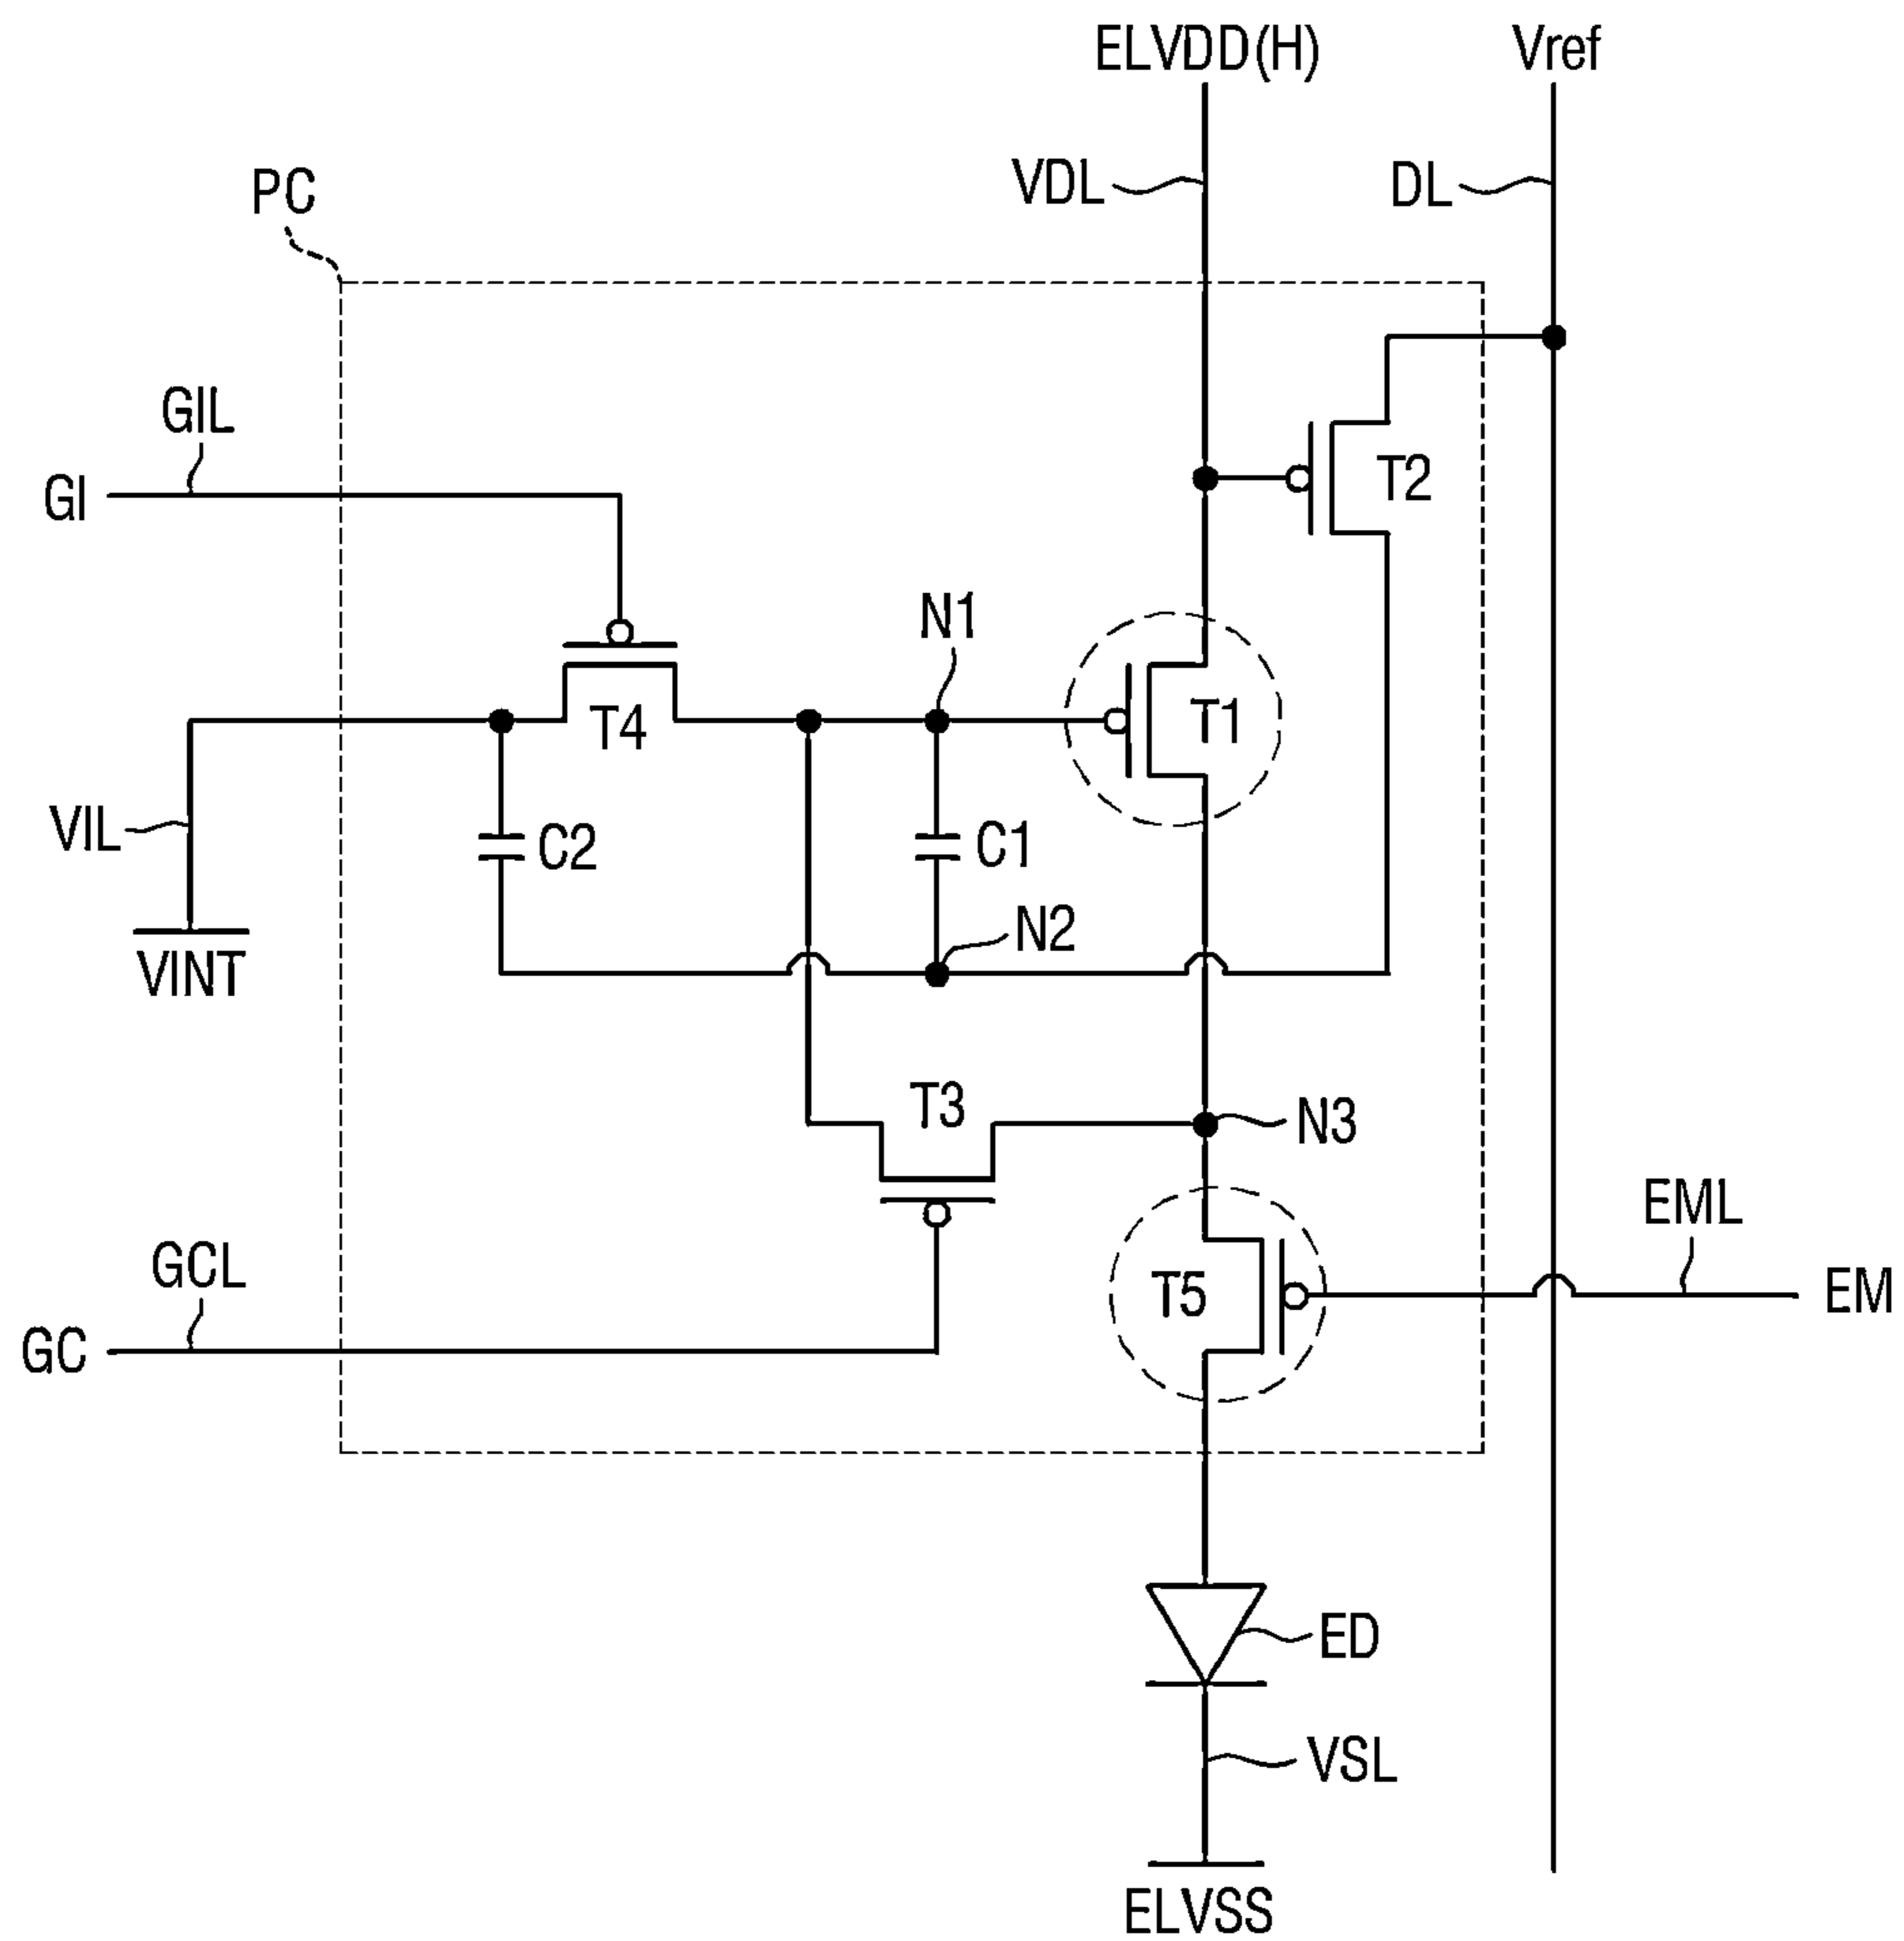 ELVDD(H)
Vref
VDL
DL
PC
GIL
GI
T2
N1
T4
T1
VIL
C2
C1
N2
VINT
T3
N3
EML
GCL
T5
EM
GC
ED
VSL
ELVSS